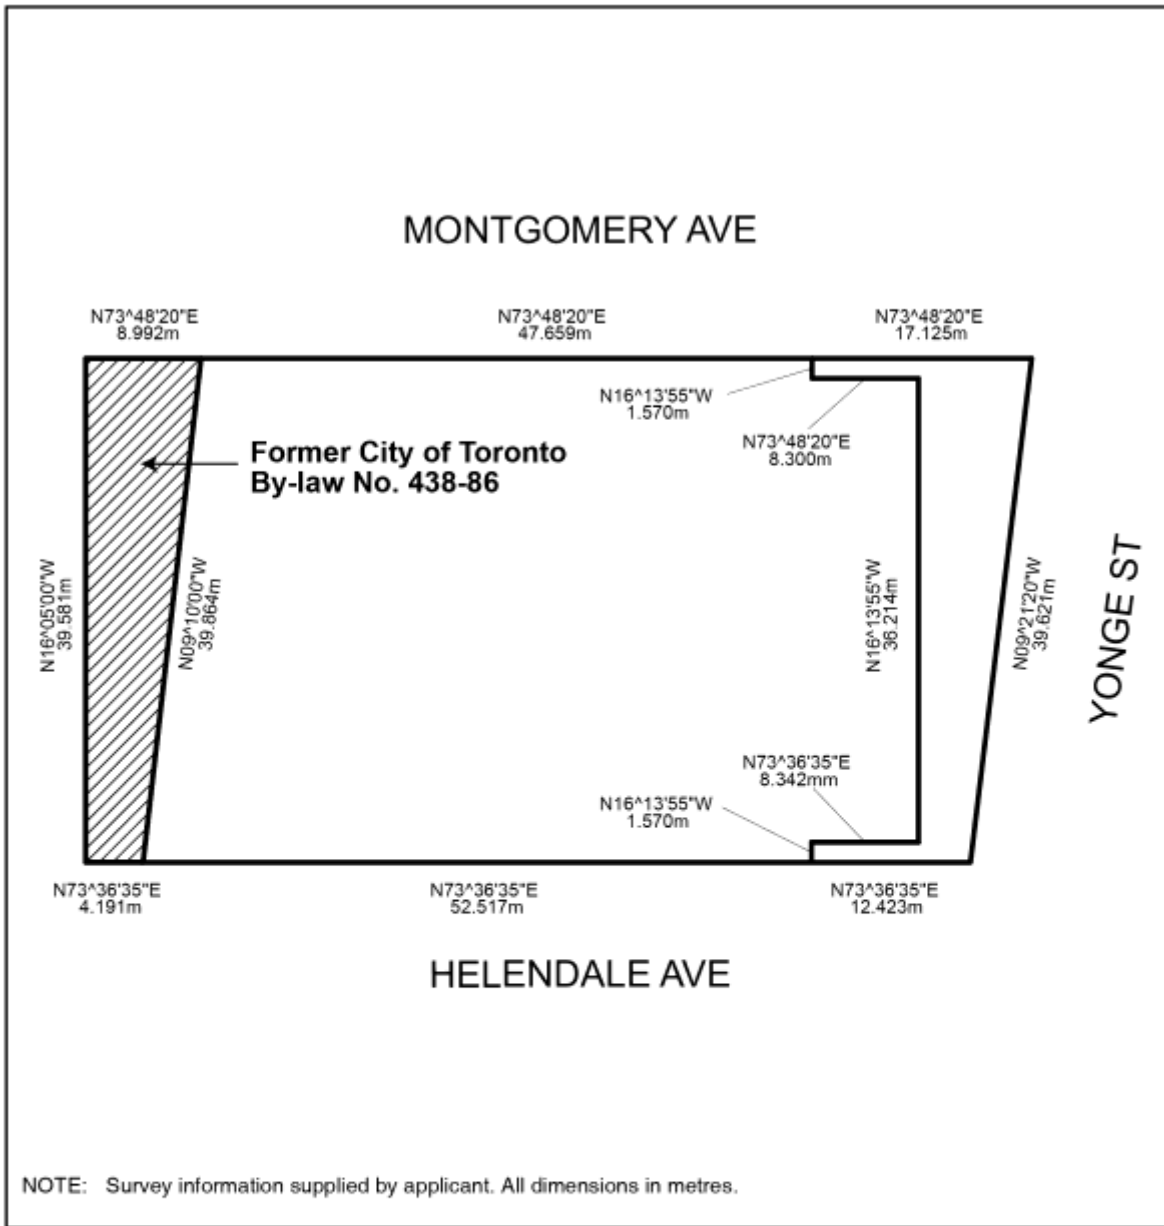 MONTGOMERY AVE
N73^48'20"E
8.992m
N73^48'20"E
47.659m
N73^48'20"E
17.125m
N16^13'55"W
1.570m
N73^48'20"E
8.300m
Former City of Toronto
By-law No. 438-86
N16^05'00"W
39.581m
N09^10'00"W
39.864m
N16^13'55"W
36.214m
N09^21'20"W
39.621m
YONGE ST
N73^36'35"E
8.342mm
N16^13'55"W
1.570m
N73^36'35"E
4.191m
N73^36'35"E
52.517m
N73^36'35"E
12.423m
HELENDALE AVE
NOTE: Survey information supplied by applicant. All dimensions in metres.